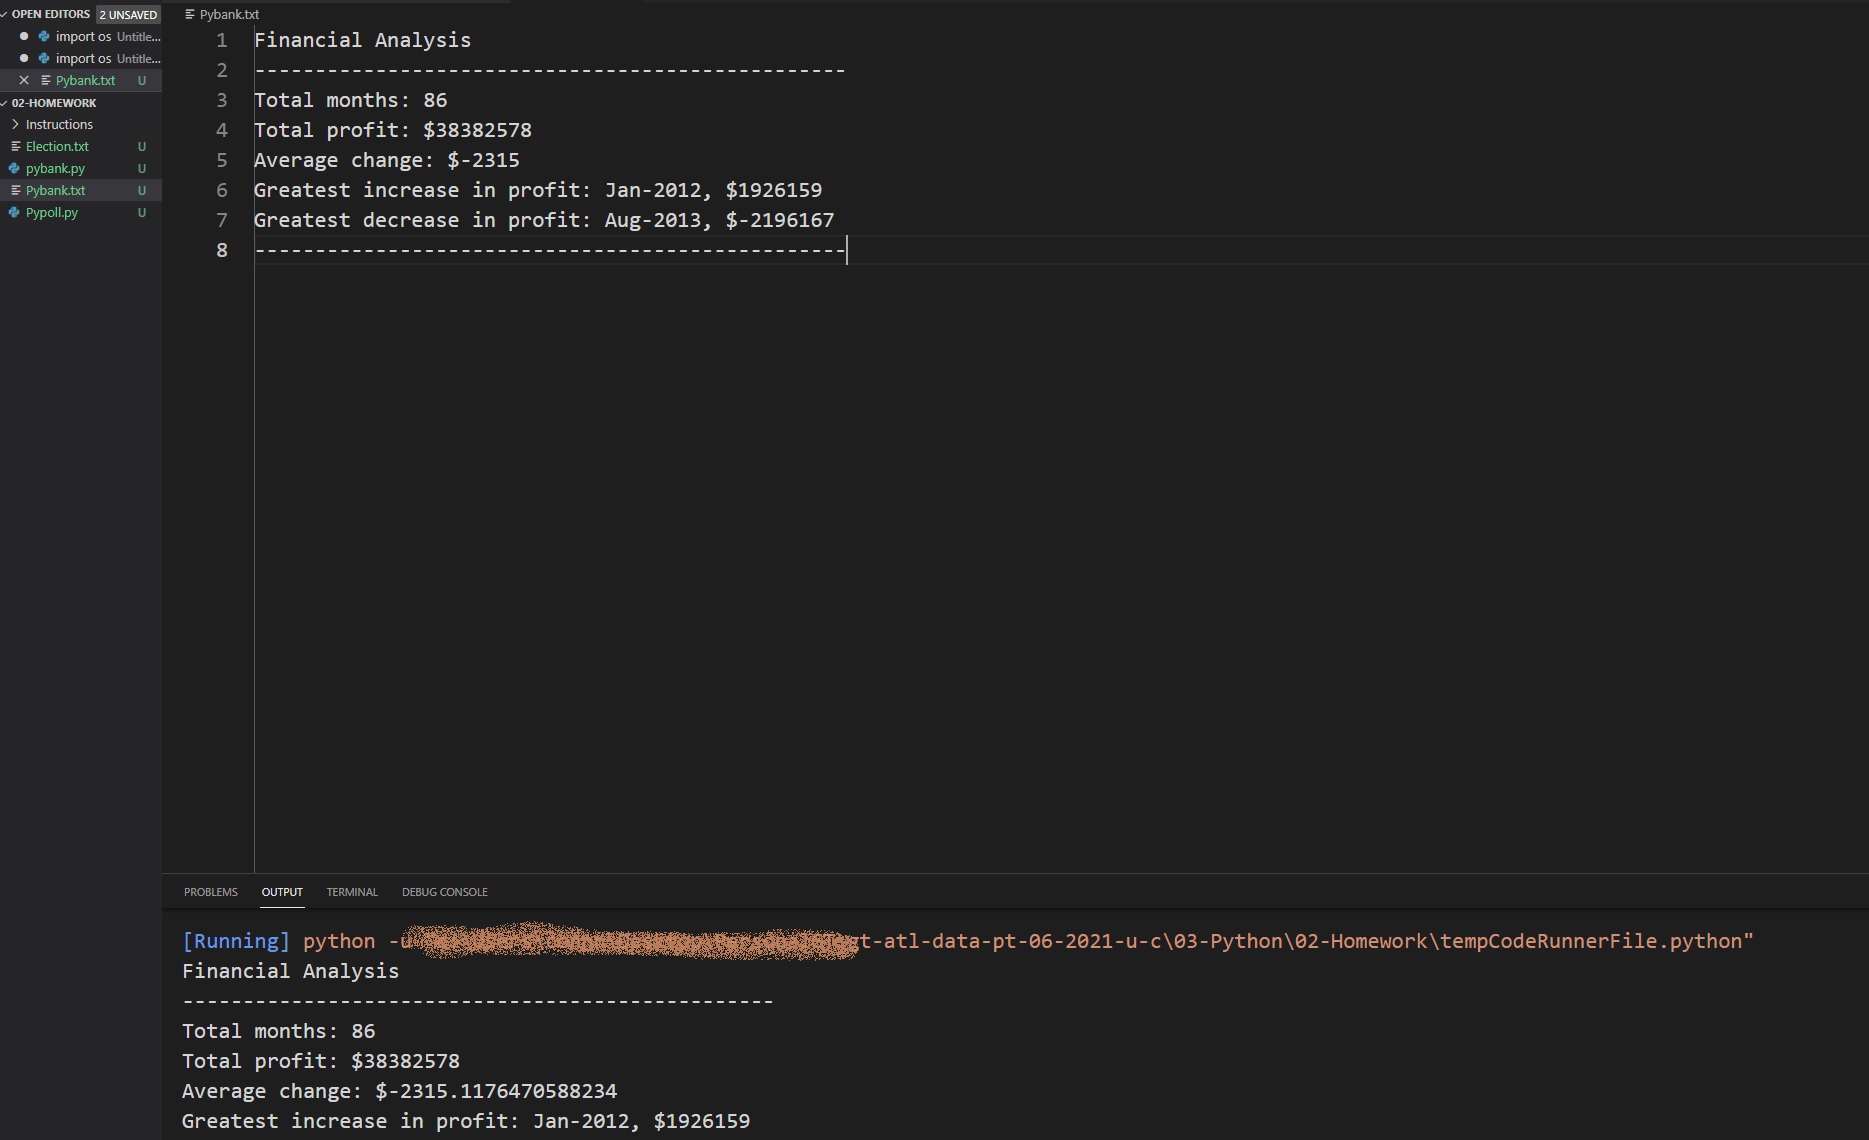 OPEN EDITORS 2 UNSAVED
import os Untitle...
import os Untitle...
Pybank.txt U
02-HOMEWORK
Instructions
Election.txt U
pybank.py U
Pybank.txt U
Pypoll.py U
Pybank.txt
1 Financial Analysis
2 -------------------------------------------------
3 Total months: 86
4 Total profit: $38382578
5 Average change: $-2315
6 Greatest increase in profit: Jan-2012, $1926159
7 Greatest decrease in profit: Aug-2013, $-2196167
8 -------------------------------------------------
PROBLEMS OUTPUT TERMINAL DEBUG CONSOLE
[Running] python -u t-atl-data-pt-06-2021-u-c\03-Python\02-Homework\tempCodeRunnerFile.python"
Financial Analysis
-------------------------------------------------
Total months: 86
Total profit: $38382578
Average change: $-2315.1176470588234
Greatest increase in profit: Jan-2012, $1926159